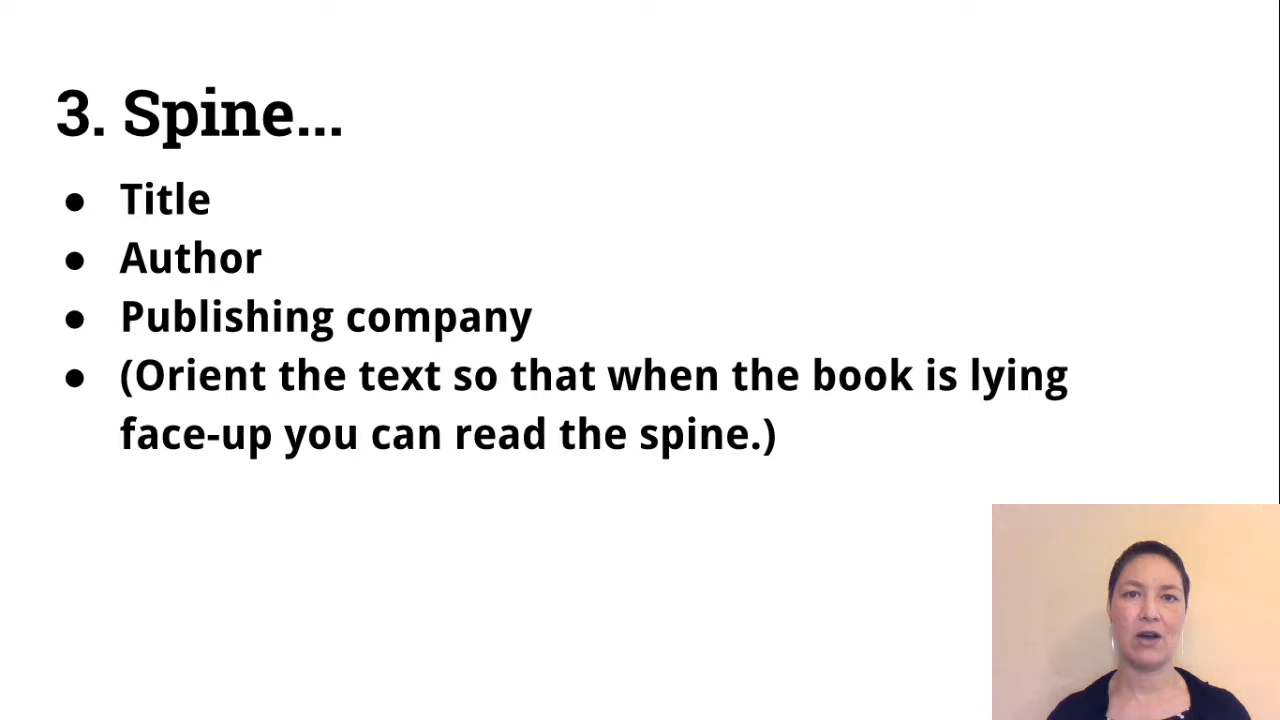 3. Spine...
● Title
● Author
● Publishing company
● (Orient the text so that when the book is lying
face-up you can read the spine.)